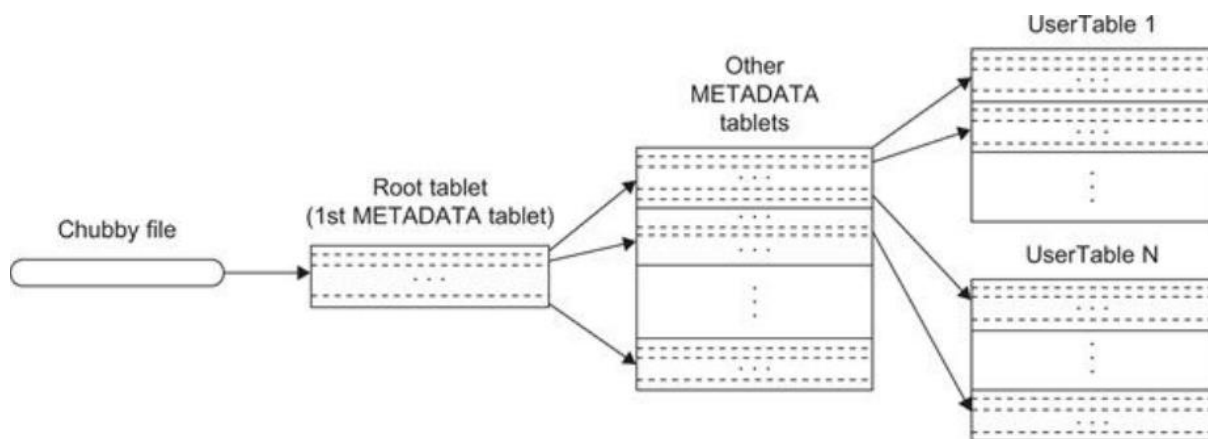 Chubby file
Root tablet
(1st METADATA tablet)
Other
METADATA
tablets
UserTable 1
UserTable N